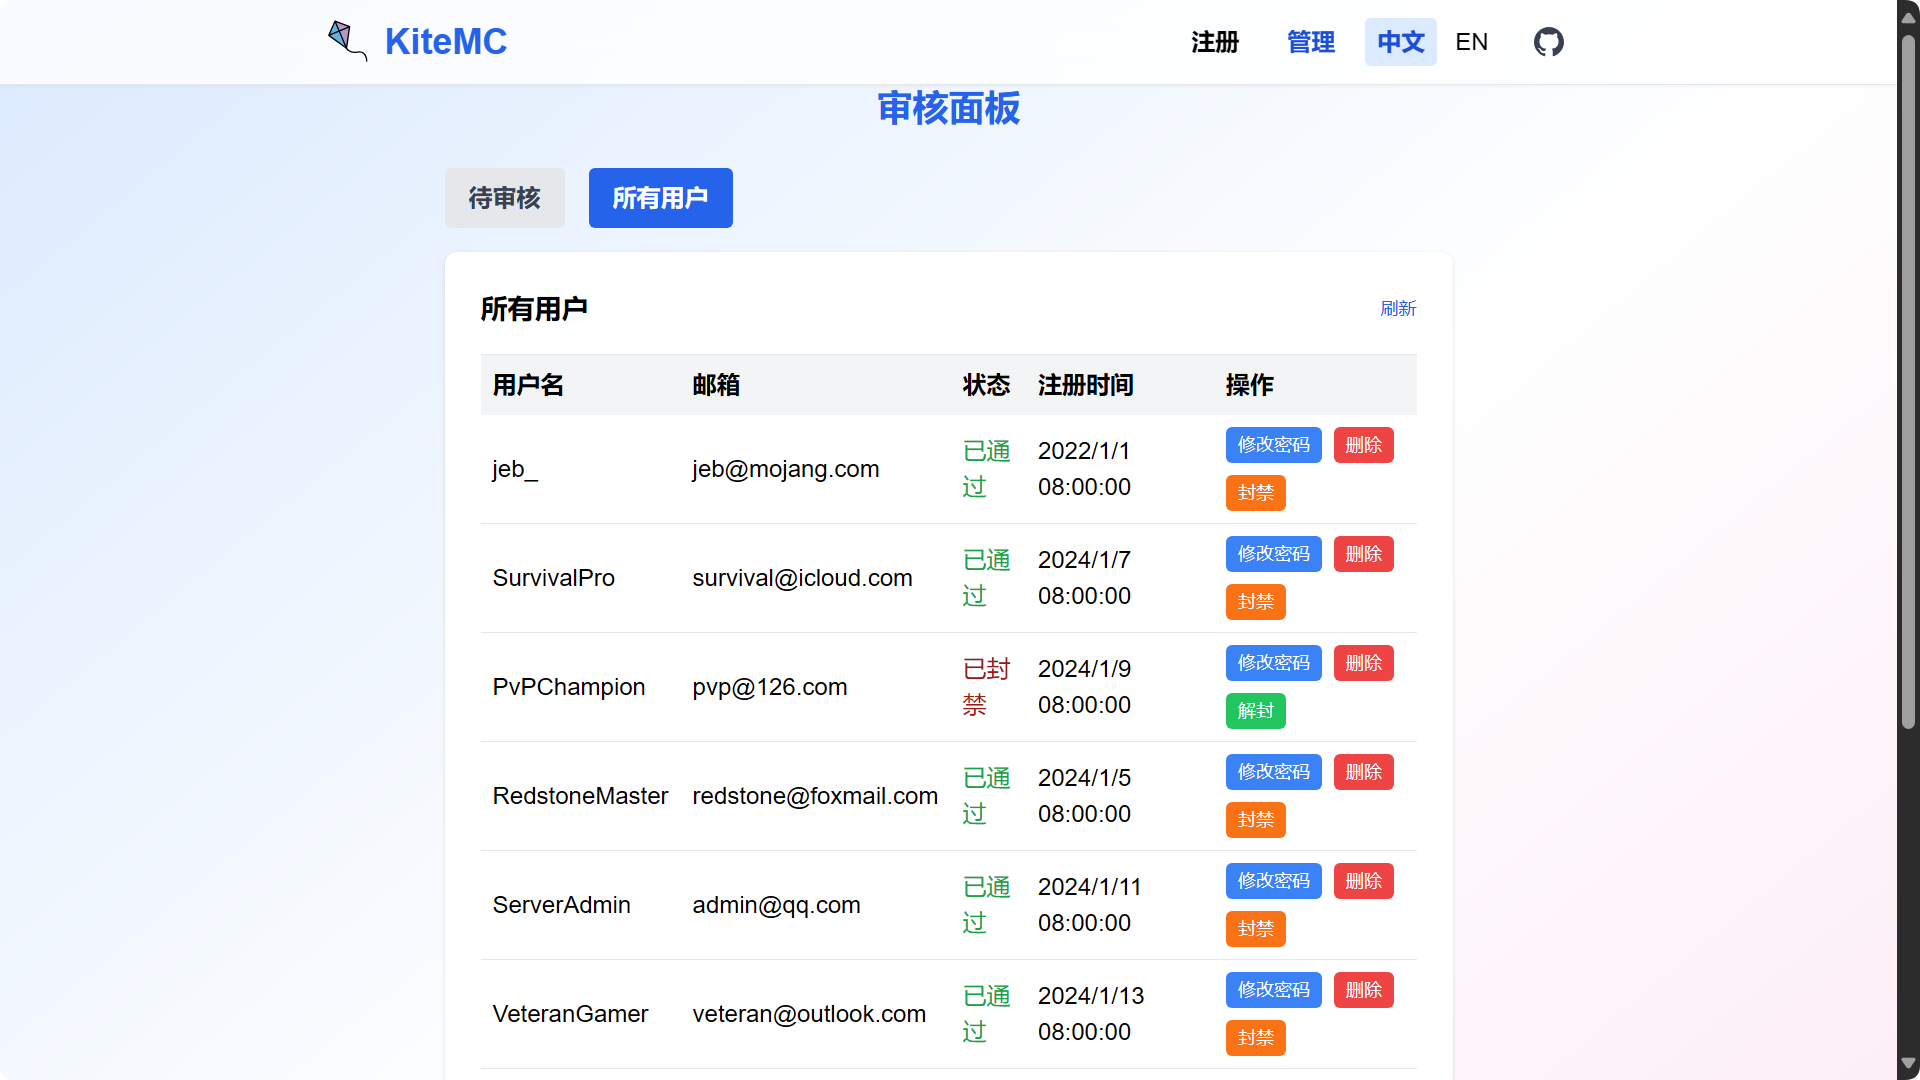 KiteMC
注册 管理 中文 EN
审核面板
待审核 所有用户
所有用户 刷新
用户名 邮箱 状态 注册时间 操作
jeb_ jeb@mojang.com 已通过 2022/1/1 08:00:00 修改密码 删除 封禁
SurvivalPro survival@icloud.com 已通过 2024/1/7 08:00:00 修改密码 删除 封禁
PvPChampion pvp@126.com 已封禁 2024/1/9 08:00:00 修改密码 删除 解封
RedstoneMaster redstone@foxmail.com 已通过 2024/1/5 08:00:00 修改密码 删除 封禁
ServerAdmin admin@qq.com 已通过 2024/1/11 08:00:00 修改密码 删除 封禁
VeteranGamer veteran@outlook.com 已通过 2024/1/13 08:00:00 修改密码 删除 封禁